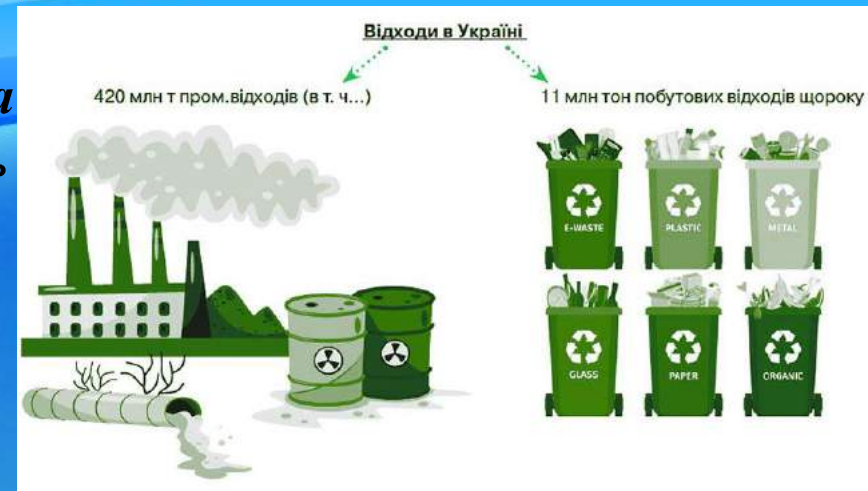 Відходи в Україні
а
420 млн т пром.відходів (в т. ч...)
11 млн тон побутових відходів щороку
E-WASTE
PLASTIC
METAL
GLASS
PAPER
ORGANIC